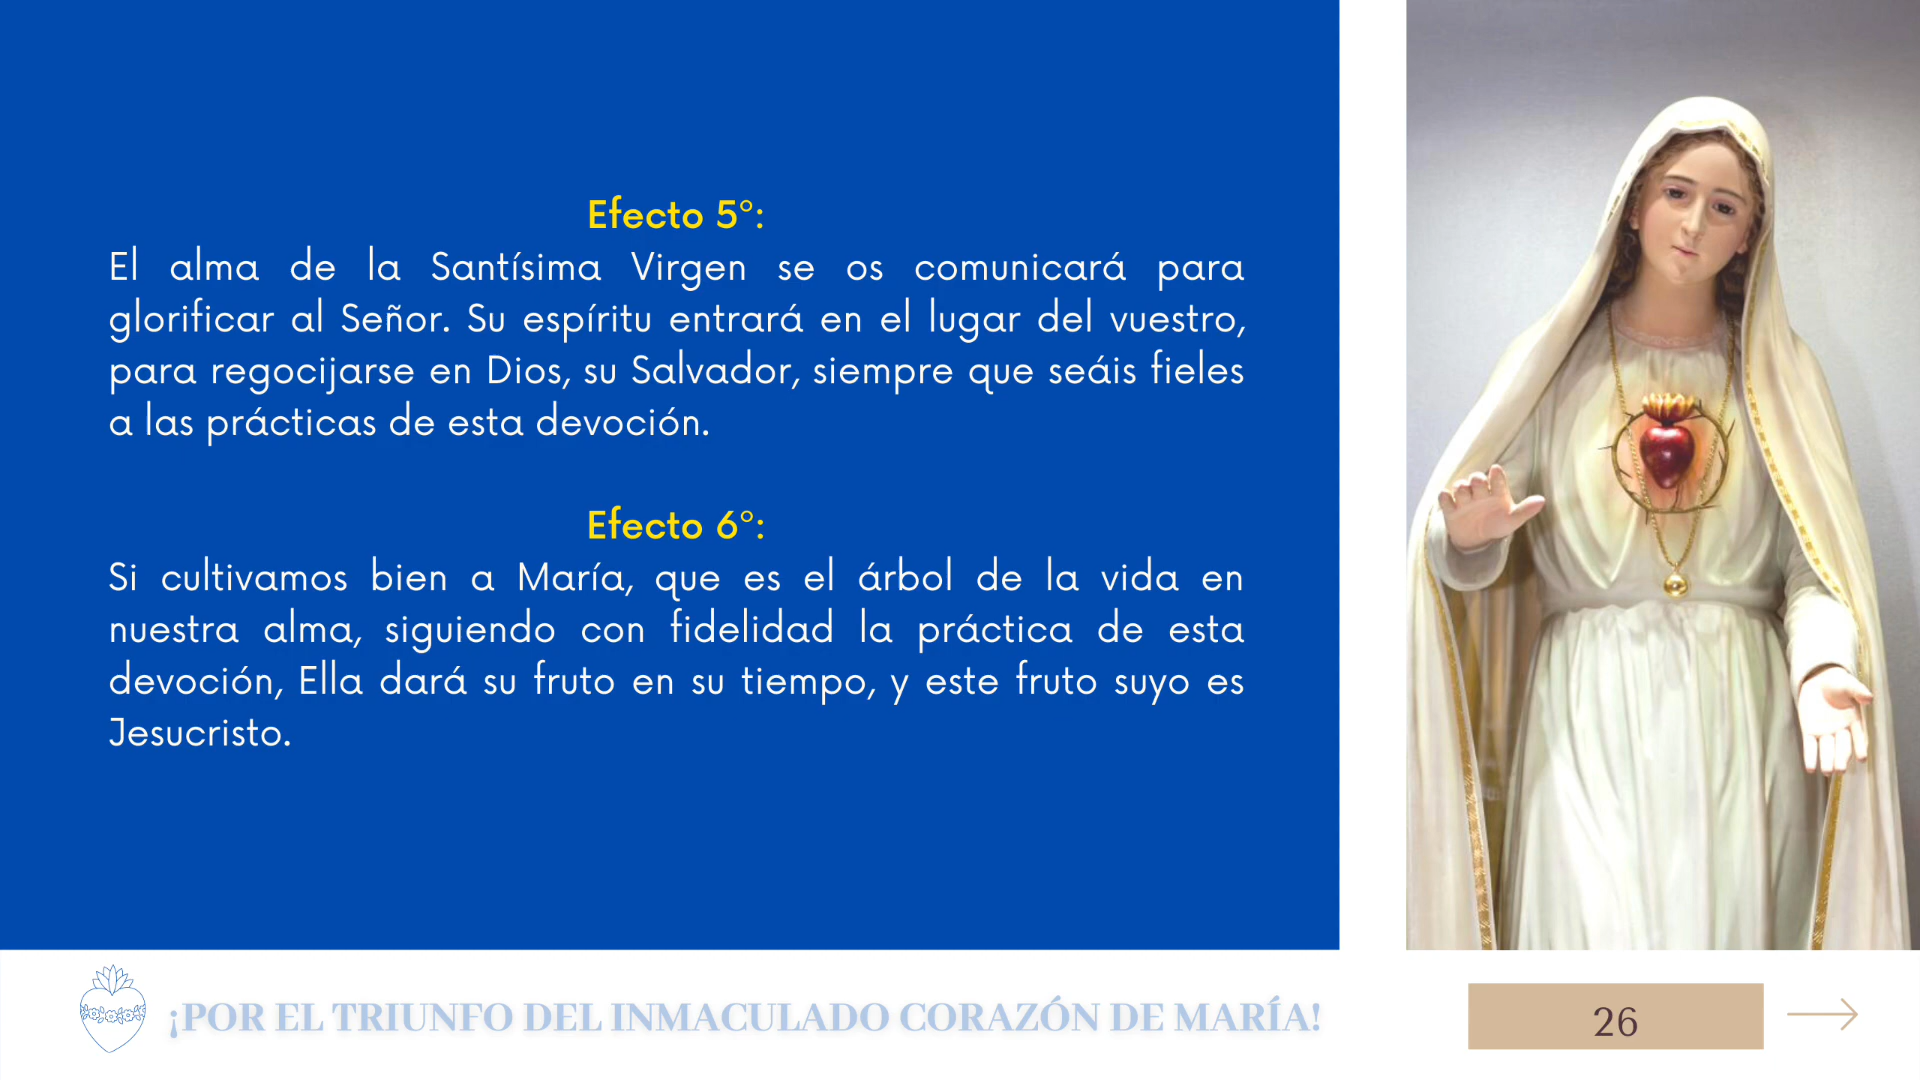 Efecto 5°:
El alma de la Santísima Virgen se os comunicará para
glorificar al Señor. Su espíritu entrará en el lugar del vuestro,
para regocijarse en Dios, su Salvador, siempre que seáis fieles
a las prácticas de esta devoción.
Efecto 6°:
Si cultivamos bien a María, que es el árbol de la vida en
nuestra alma, siguiendo con fidelidad la práctica de esta
devoción, Ella dará su fruto en su tiempo, y este fruto suyo es
Jesucristo.
¡POR EL TRIUNFO DEL INMACULADO CORAZÓN DE MARÍA!
26